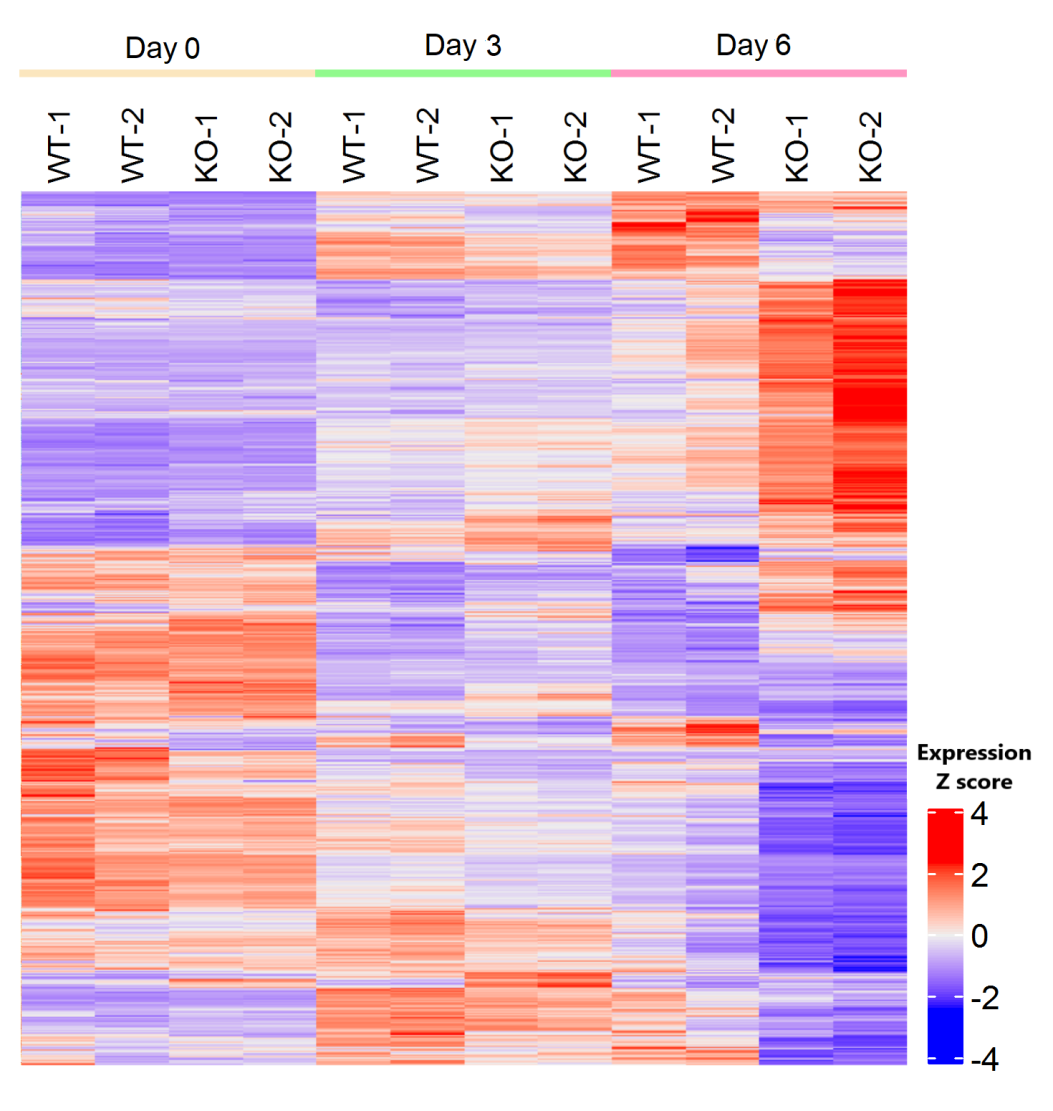 Day 0 Day 3 Day 6
WT-1 WT-2 KO-1 KO-2 WT-1 WT-2 KO-1 KO-2 WT-1 WT-2 KO-1 KO-2
Expression
Z score
4
2
0
-2
-4